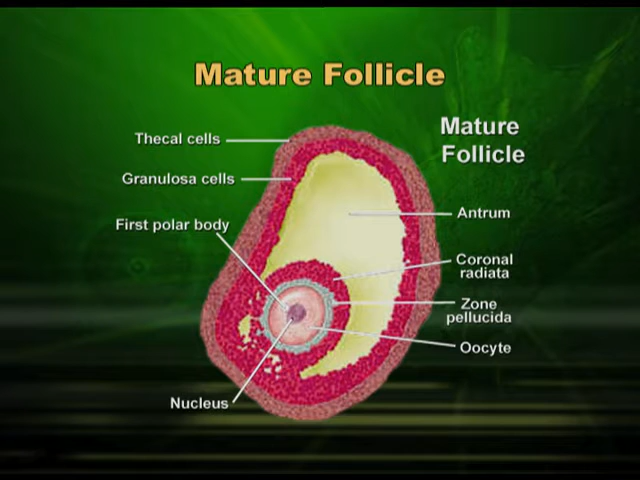 Mature Follicle
Mature
Follicle
Thecal cells
Granulosa cells
First polar body
Antrum
Coronal
radiata
Zone
pellucida
Oocyte
Nucleus